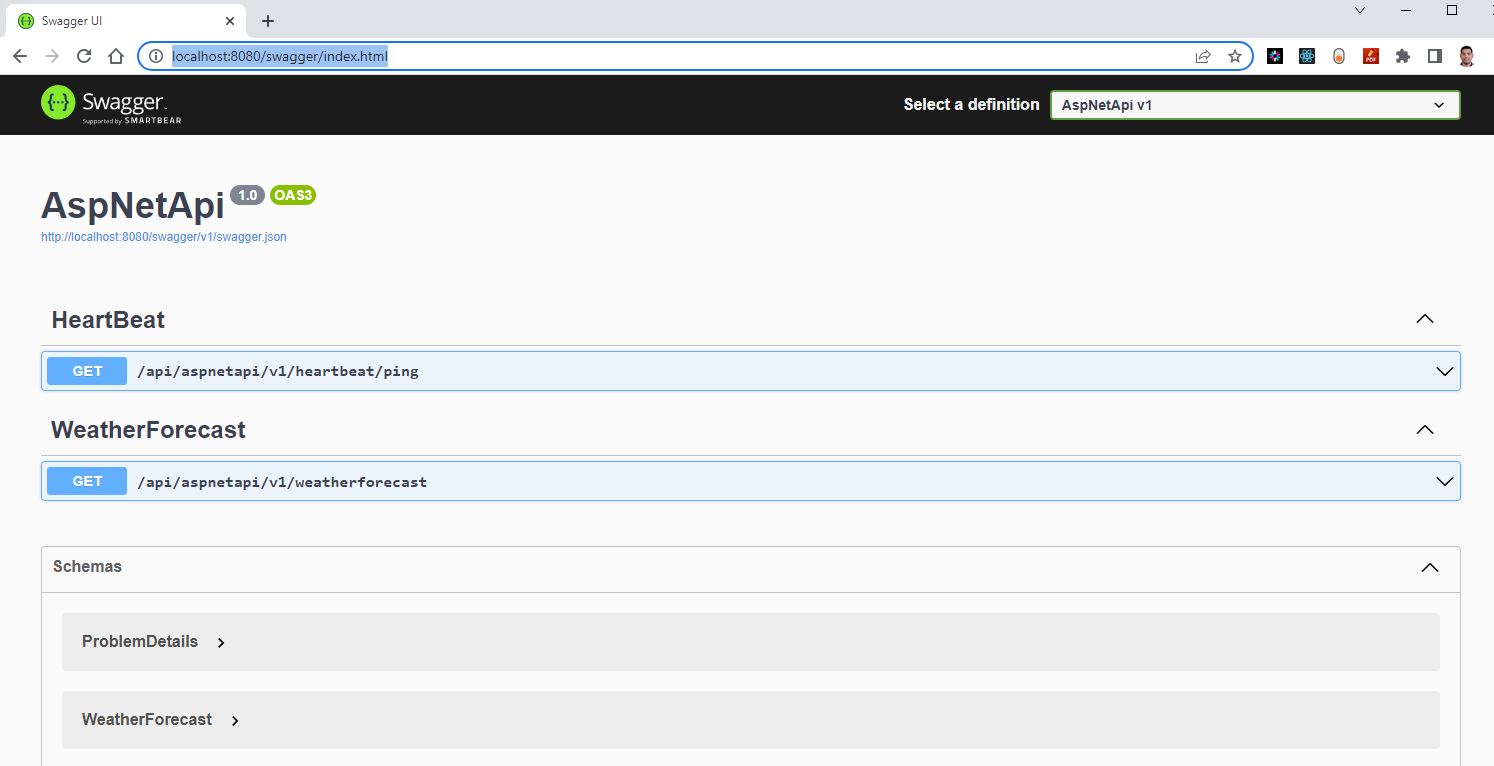 Swagger UI
localhost:8080/swagger/index.html
PDF
Swagger.
Supported by SMARTBEAR
Select a definition
AspNetApi v1
AspNetApi 1.0 OAS3
http://localhost:8080/swagger/v1/swagger.json
HeartBeat
GET /api/aspnetapi/v1/heartbeat/ping
WeatherForecast
GET /api/aspnetapi/v1/weatherforecast
Schemas
ProblemDetails
WeatherForecast